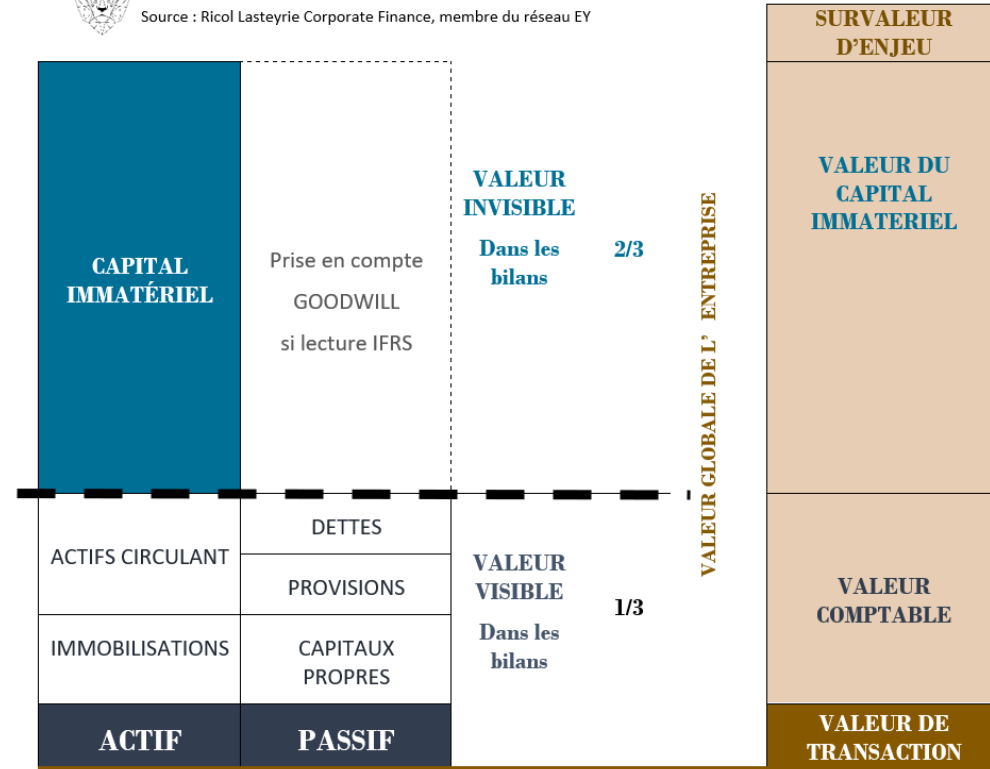 Source : Ricol Lasteyrie Corporate Finance, membre du réseau EY
SURVALEUR
D’ENJEU
CAPITAL
IMMATÉRIEL
Prise en compte
GOODWILL
si lecture IFRS
VALEUR
INVISIBLE
Dans les
bilans
2/3
VALEUR GLOBALE DE L’ ENTREPRISE
VALEUR DU
CAPITAL
IMMATERIEL
ACTIFS CIRCULANT
IMMOBILISATIONS
DETTES
PROVISIONS
CAPITAUX
PROPRES
VALEUR
VISIBLE
Dans les
bilans
1/3
VALEUR
COMPTABLE
ACTIF
PASSIF
VALEUR DE
TRANSACTION